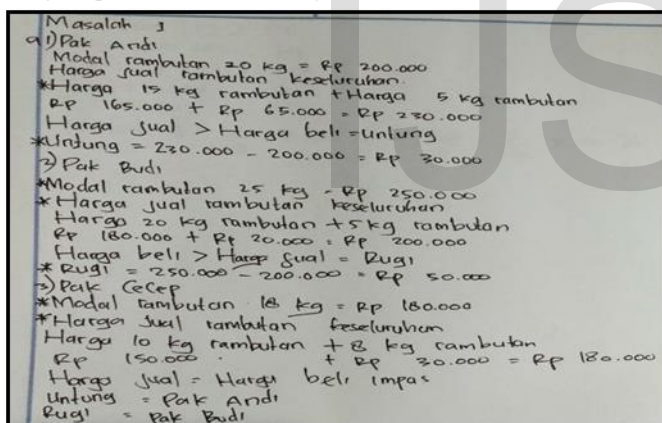 Masalah 1
a 1) Pak Andi
Modal rambutan 20 kg = Rp 200.000
Harga jual rambutan keseluruhan.
*Harga 15 kg rambutan + Harga 5 kg rambutan
Rp 165.000 + Rp 65.000 = Rp 230.000
Harga jual > Harga beli = untung
*Untung = 230.000 - 200.000 = Rp 30.000
2) Pak Budi
*Modal rambutan 25 kg = Rp 250.000
* Harga jual rambutan keseluruhan
Harga 20 kg rambutan + 5 kg rambutan
Rp 180.000 + Rp 20.000 = Rp 200.000
Harga beli > Harga jual = Rugi
* Rugi = 250.000 - 200.000 = Rp 50.000
3) Pak Cecep
*Modal rambutan 18 kg = Rp 180.000
*Harga jual rambutan keseluruhan
Harga 10 kg rambutan + 8 kg rambutan
Rp 150.000 + Rp 30.000 = Rp 180.000
Harga jual = Harga beli impas
Untung = Pak Andi
Rugi = Pak Budi
IJS